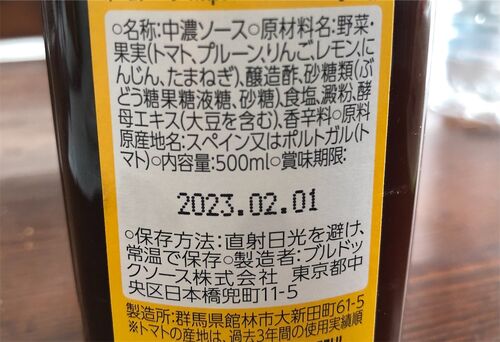 ○名称:中濃ソース○原材料名:野菜・
果実(トマト、プルーン、りんご、レモン、に
んじん、たまねぎ)、醸造酢、砂糖類(ぶ
どう糖果糖液糖、砂糖)、食塩、澱粉、酵
母エキス(大豆を含む)、香辛料○原料
原産地名:スペイン又はポルトガル(ト
マト)○内容量:500ml○賞味期限:
2023.02.01
○保存方法:直射日光を避け、
常温で保存○製造者:ブルドッ
クソース株式会社 東京都中
央区日本橋兜町11-5
製造所:群馬県館林市大新田町61-5
※トマトの産地は、過去3年間の使用実績順